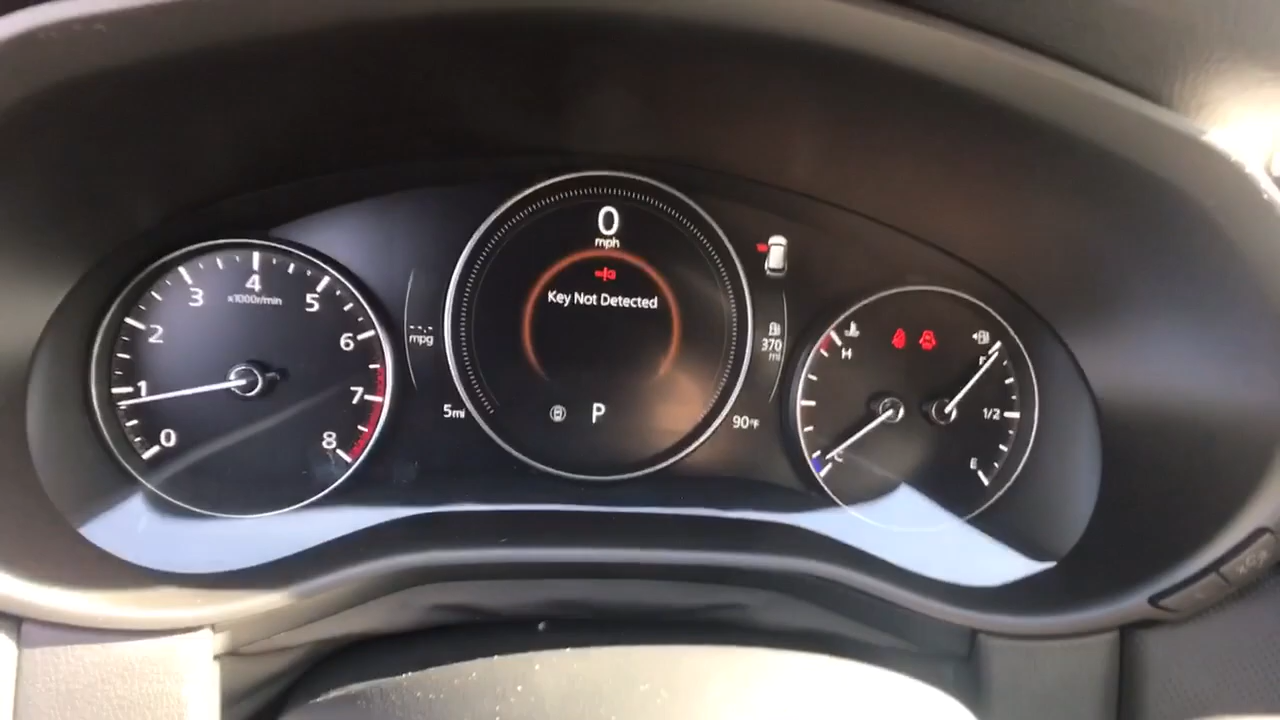 0
mph
Key Not Detected
P
5mi
90°F
--.-
mpg
370
mi
0
1
2
3
4
5
6
7
8
x1000r/min
H
C
F
1/2
E